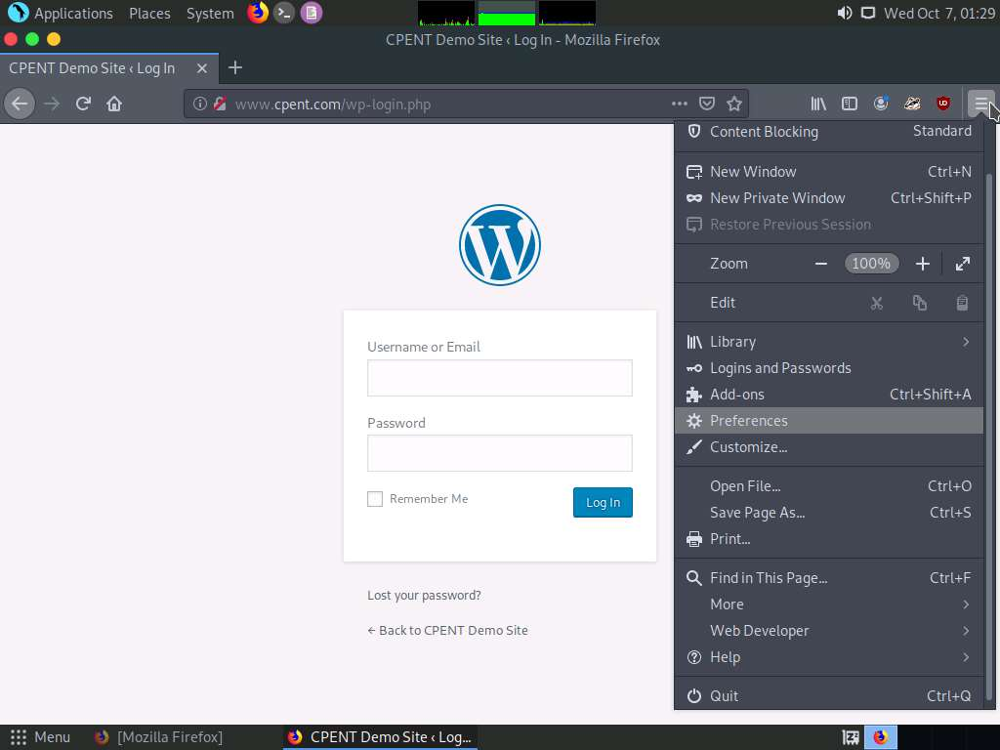 Applications Places System Wed Oct 7, 01:29
CPENT Demo Site ‹ Log In - Mozilla Firefox
CPENT Demo Site ‹ Log In
www.cpent.com/wp-login.php
Content Blocking Standard
New Window Ctrl+N
New Private Window Ctrl+Shift+P
Restore Previous Session
Zoom 100%
Edit
Library
Logins and Passwords
Add-ons Ctrl+Shift+A
Preferences
Customize...
Open File... Ctrl+O
Save Page As... Ctrl+S
Print...
Find in This Page... Ctrl+F
More
Web Developer
Help
Quit Ctrl+Q
Username or Email
Password
Remember Me
Log In
Lost your password?
← Back to CPENT Demo Site
Menu [Mozilla Firefox] CPENT Demo Site ‹ Log...